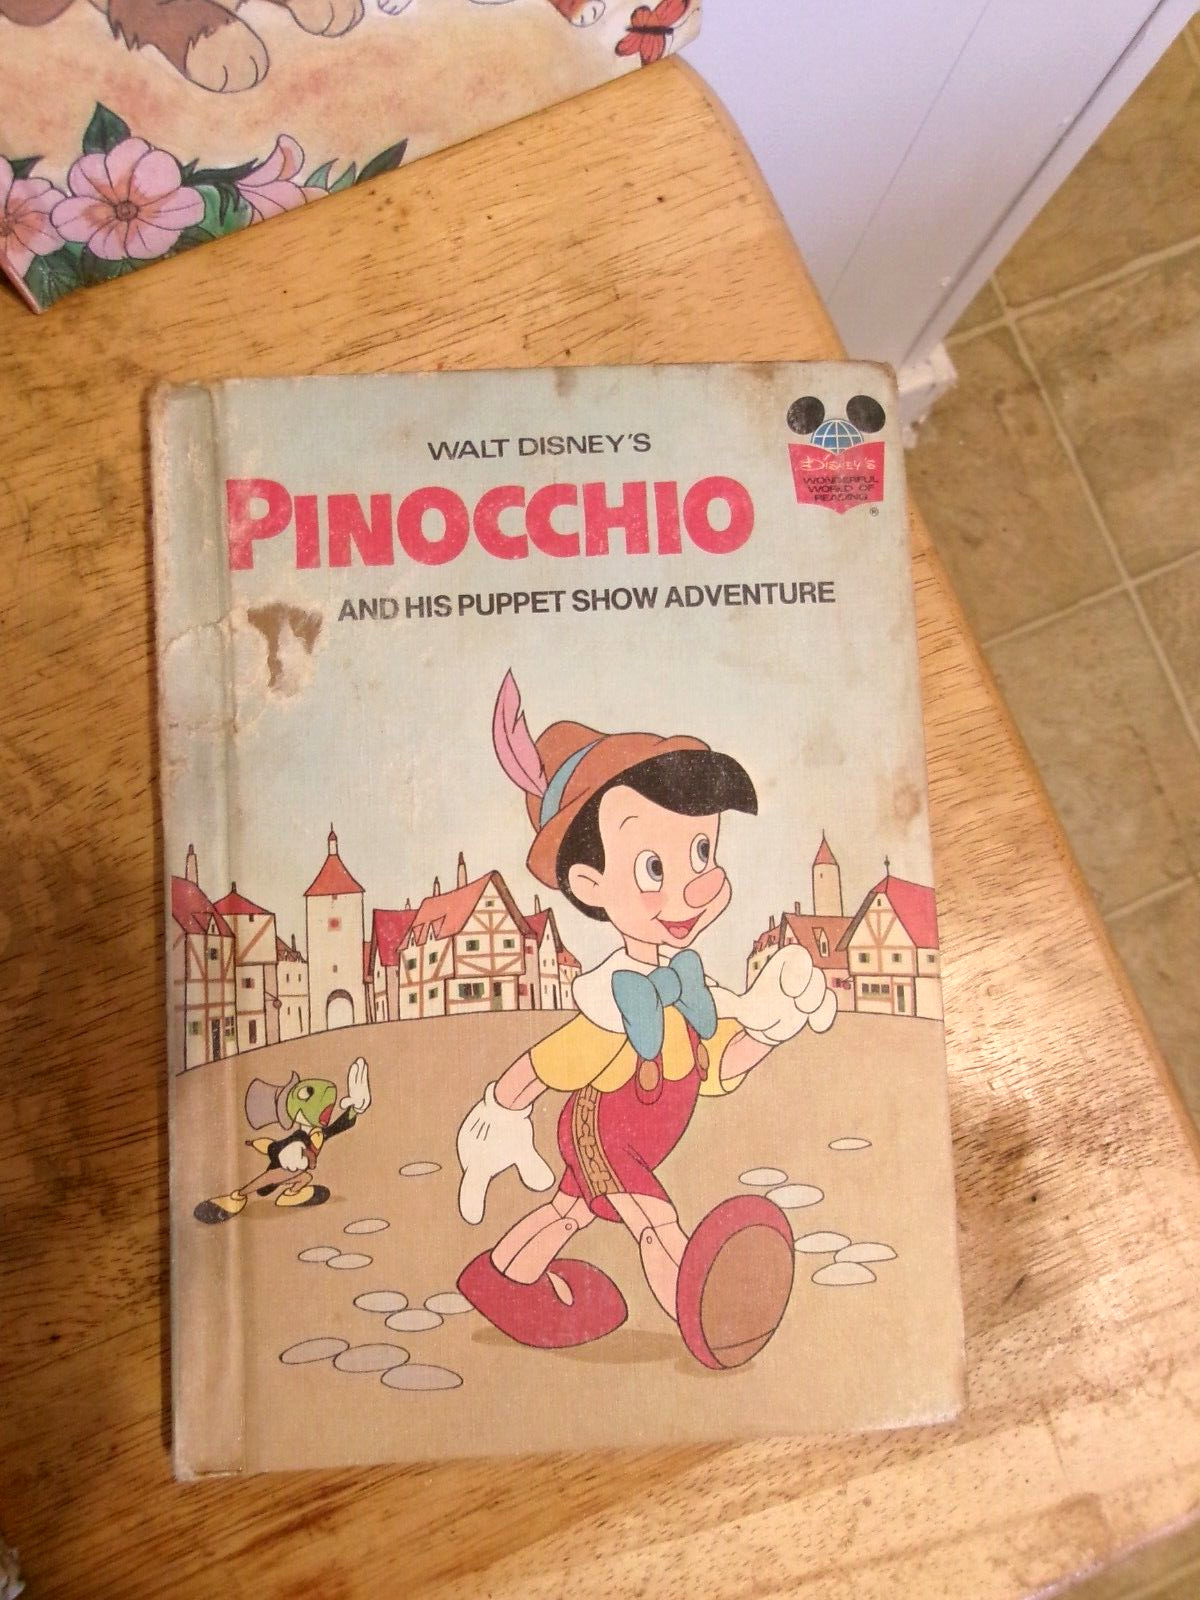 WALT DISNEY'S
PINOCCHIO
AND HIS PUPPET SHOW ADVENTURE
DISNEY'S
WONDERFUL
WORLD OF
READING
®